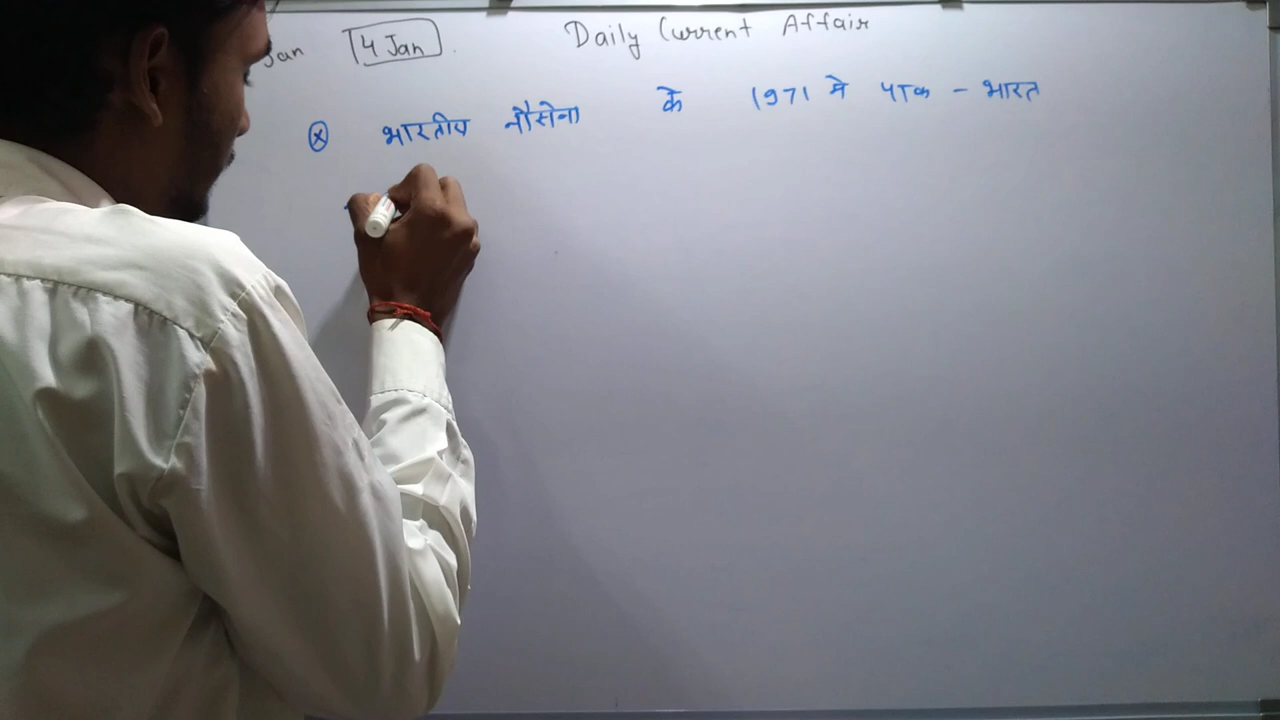 Jan 4 Jan Daily Current Affair
भारतीय नौसेना के 1971 मे पाक - भारत